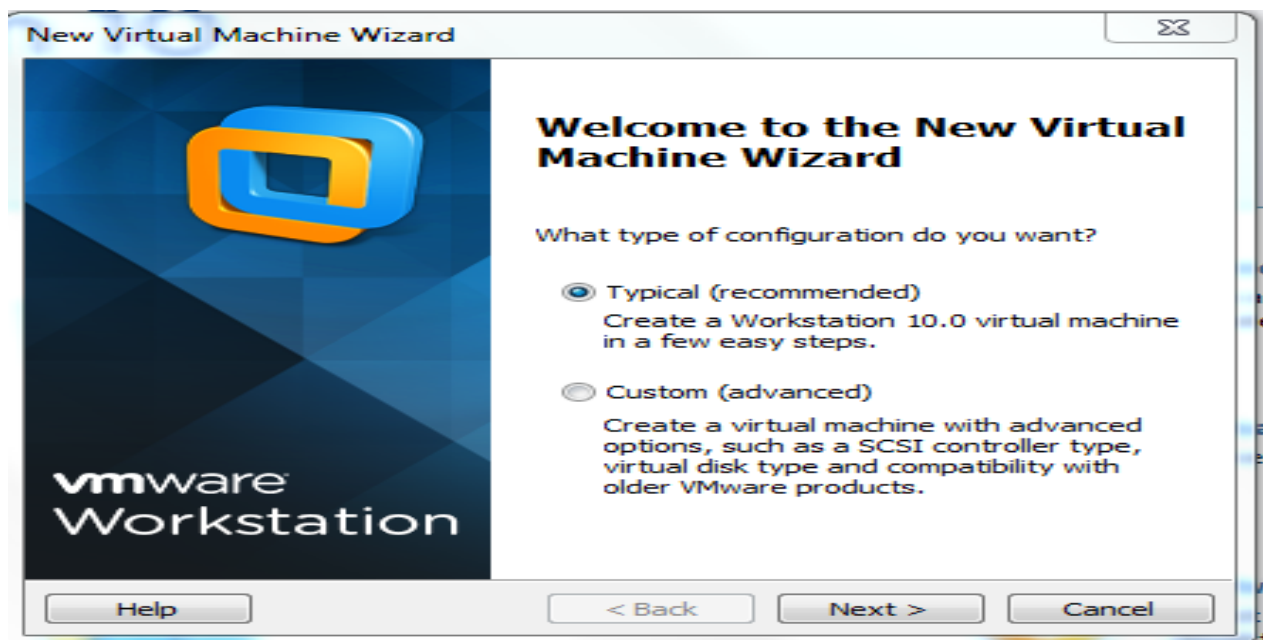 New Virtual Machine Wizard
Welcome to the New Virtual
Machine Wizard
What type of configuration do you want?
Typical (recommended)
Create a Workstation 10.0 virtual machine
in a few easy steps.
Custom (advanced)
Create a virtual machine with advanced
options, such as a SCSI controller type,
virtual disk type and compatibility with
older VMware products.
vmware
Workstation
Help
< Back
Next >
Cancel